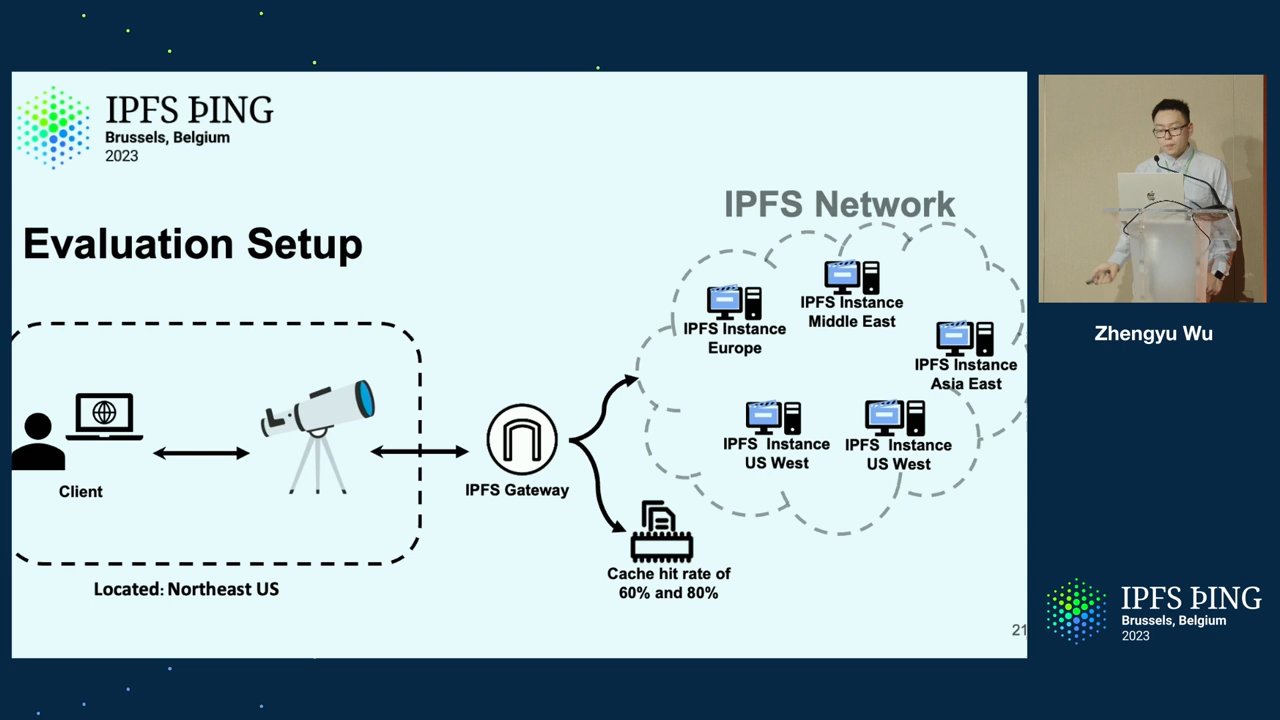 IPFS ÞING
Brussels, Belgium
2023
Evaluation Setup
IPFS Network
IPFS Instance
Europe
IPFS Instance
Middle East
IPFS Instance
Asia East
IPFS Instance
US West
IPFS Instance
US West
Client
IPFS Gateway
Located: Northeast US
Cache hit rate of
60% and 80%
21
Zhengyu Wu
IPFS ÞING
Brussels, Belgium
2023